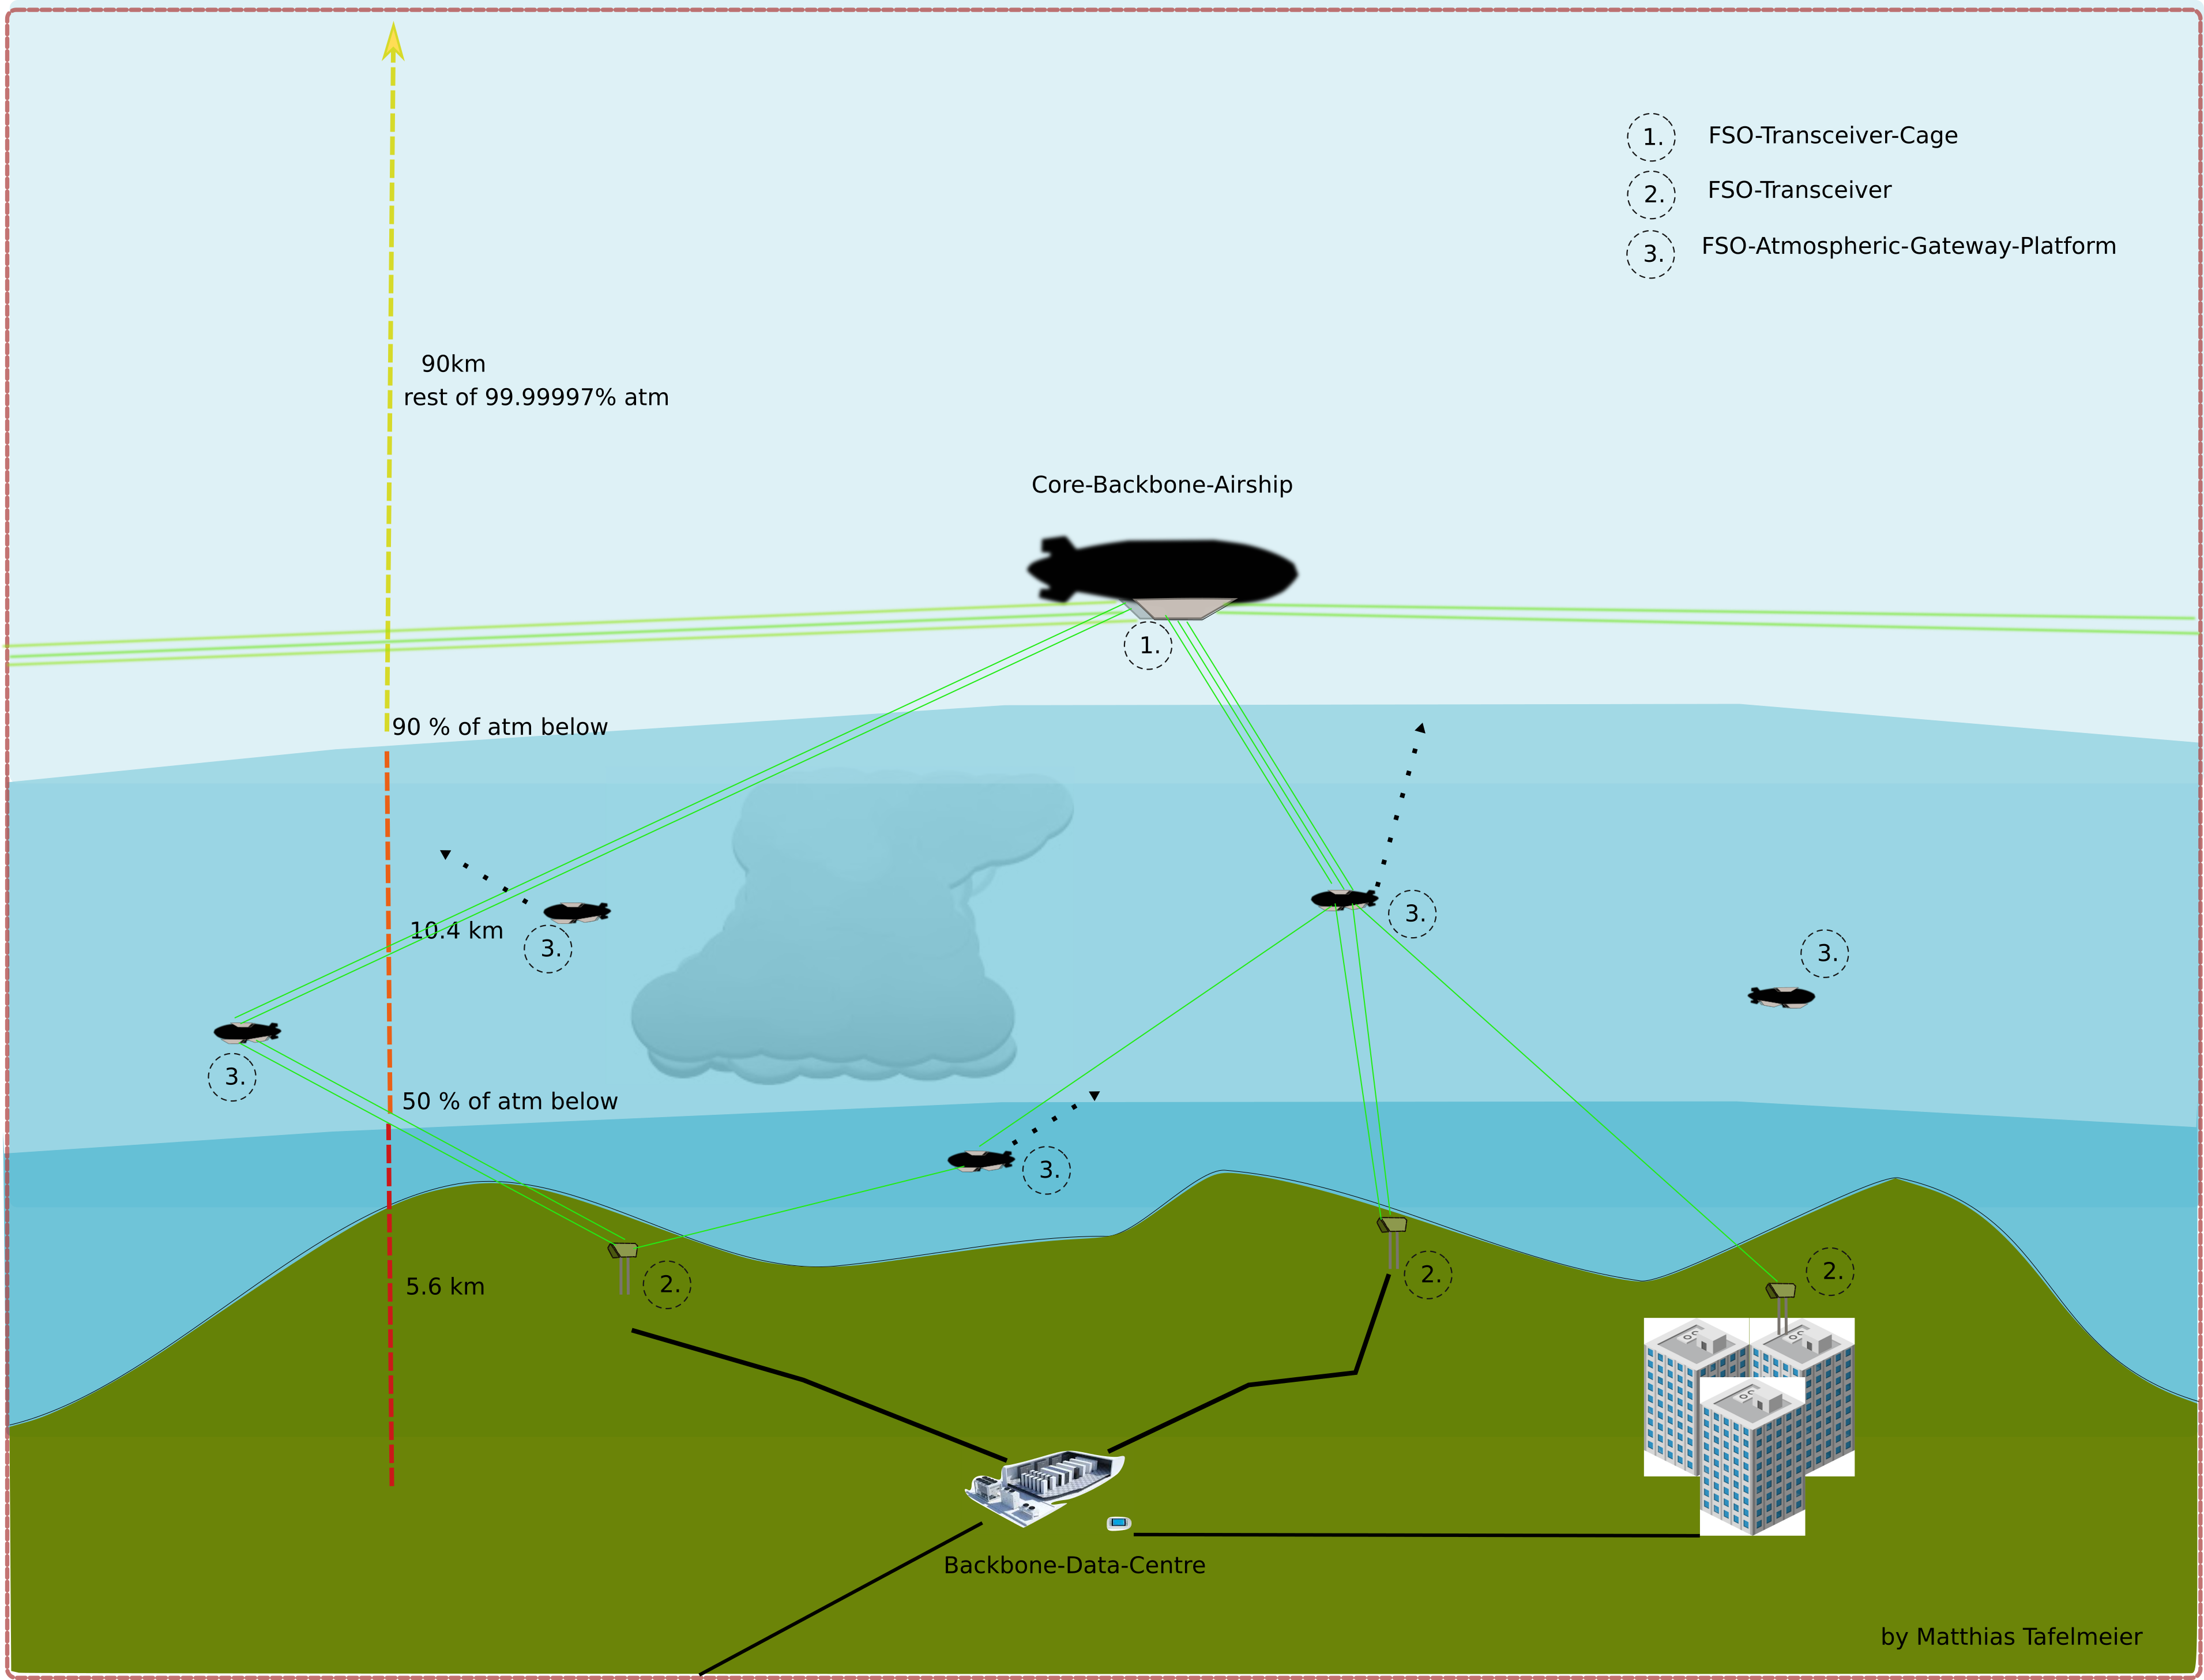 1. FSO-Transceiver-Cage
2. FSO-Transceiver
3. FSO-Atmospheric-Gateway-Platform
90km
rest of 99.99997% atm
Core-Backbone-Airship
1.
90 % of atm below
3.
10.4 km
3.
3.
3.
50 % of atm below
3.
2.
2.
2.
5.6 km
Backbone-Data-Centre
by Matthias Tafelmeier